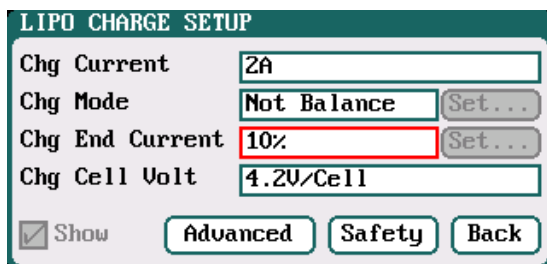 LIPO CHARGE SETUP
Chg Current 2A
Chg Mode Not Balance Set...
Chg End Current 10% Set...
Chg Cell Volt 4.2V/Cell
Show Advanced Safety Back